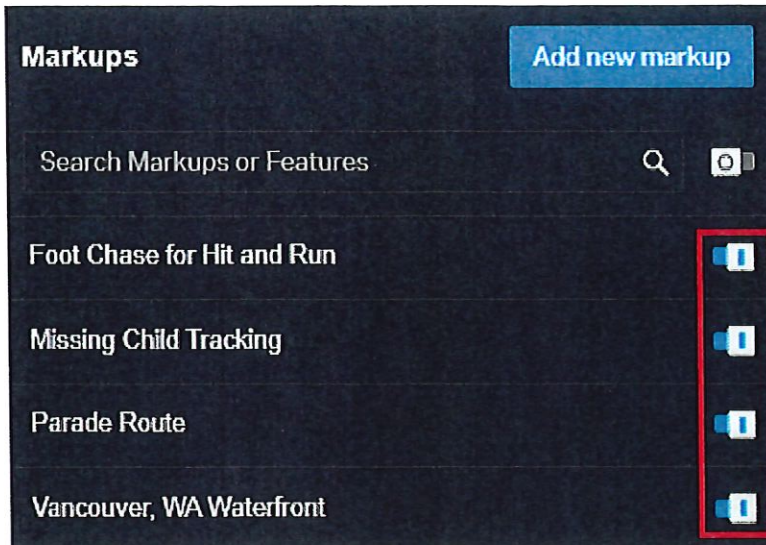 Markups
Add new markup
Search Markups or Features
Foot Chase for Hit and Run
Missing Child Tracking
Parade Route
Vancouver, WA Waterfront